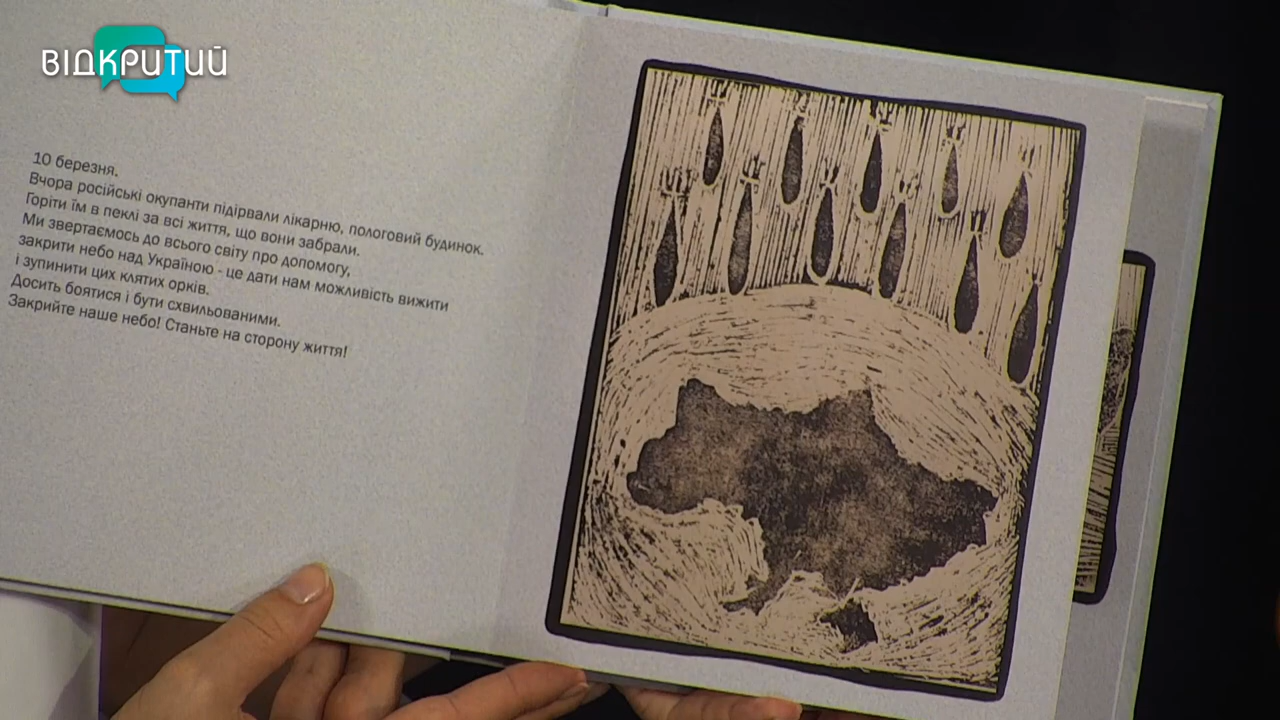 ВІДКРИТИЙ
10 березня.
Вчора російські окупанти підірвали лікарню, пологовий будинок.
Горіти їм в пеклі за всі життя, що вони забрали.
Ми звертаємось до всього світу про допомогу,
закрити небо над Україною - це дати нам можливість вижити
і зупинити цих клятих орків.
Досить боятися і бути схвильованими.
Закрийте наше небо! Станьте на сторону життя!